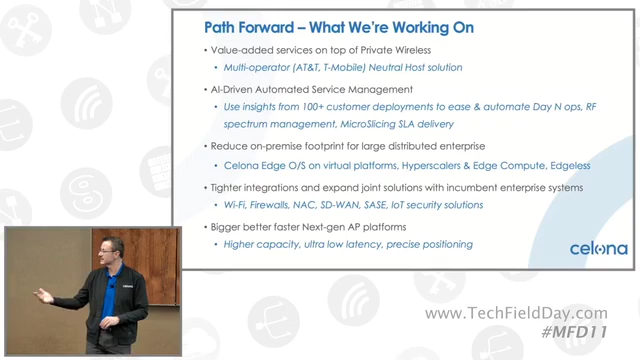 Path Forward – What We're Working On
• Value-added services on top of Private Wireless
• Multi-operator (AT&T, T-Mobile) Neutral Host solution
• AI-Driven Automated Service Management
• Use insights from 100+ customer deployments to ease & automate Day N ops, RF
spectrum management, MicroSlicing SLA delivery
• Reduce on-premise footprint for large distributed enterprise
• Celona Edge O/S on virtual platforms, Hyperscalers & Edge Compute, Edgeless
• Tighter integrations and expand joint solutions with incumbent enterprise systems
• Wi-Fi, Firewalls, NAC, SD-WAN, SASE, IoT security solutions
• Bigger better faster Next-gen AP platforms
• Higher capacity, ultra low latency, precise positioning
celona
www.TechFieldDay.com
#MFD11